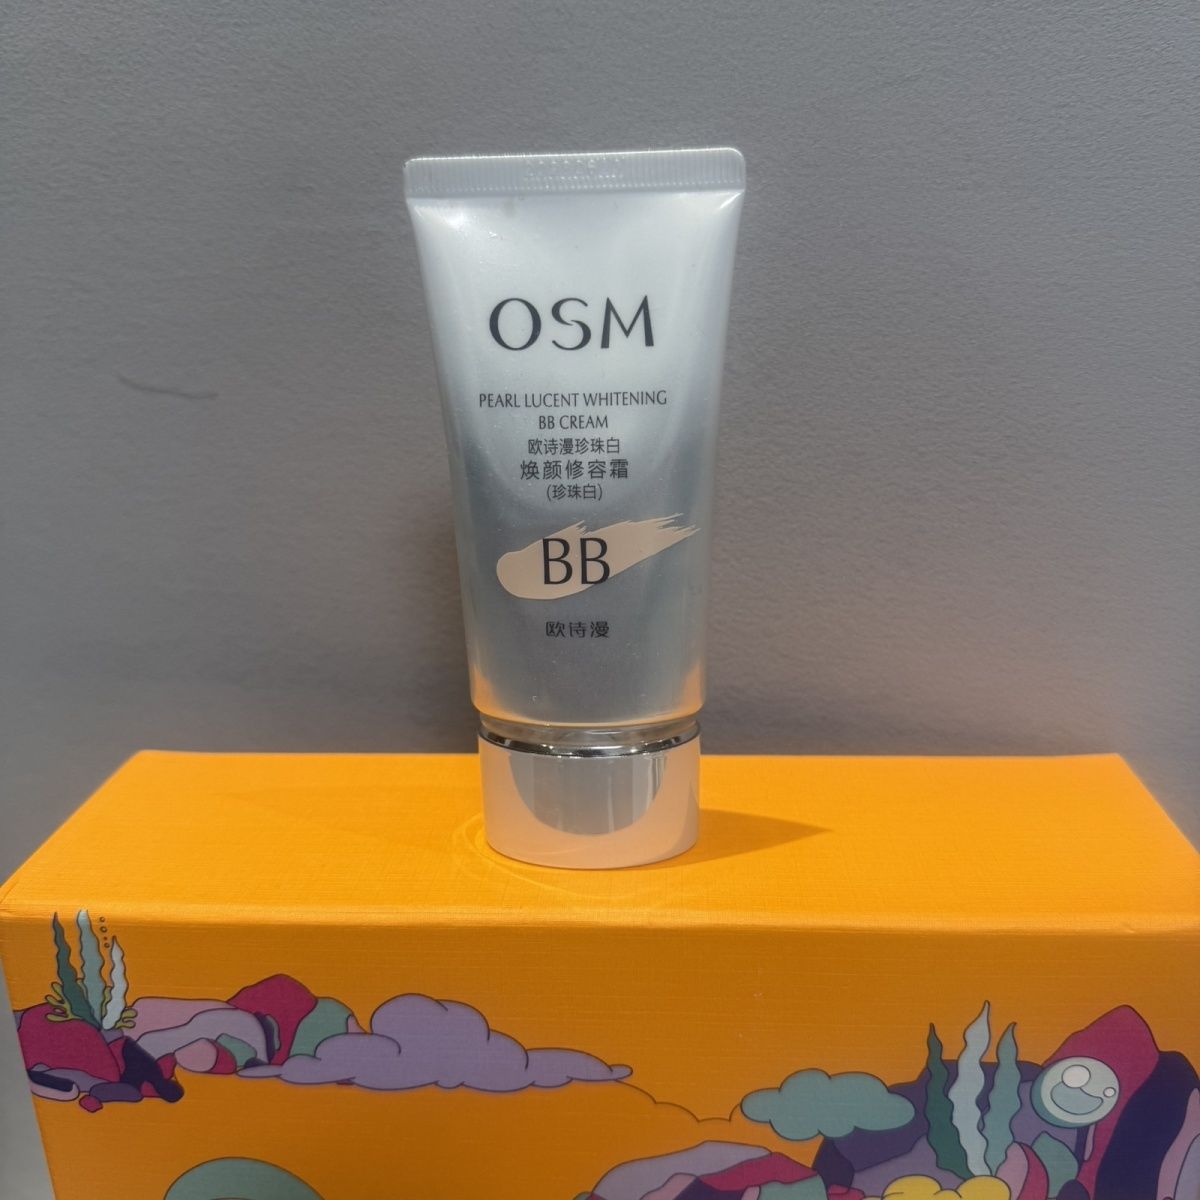 OSM
PEARL LUCENT WHITENING
BB CREAM
欧诗漫珍珠白
焕颜修容霜
(珍珠白)
BB
欧诗漫